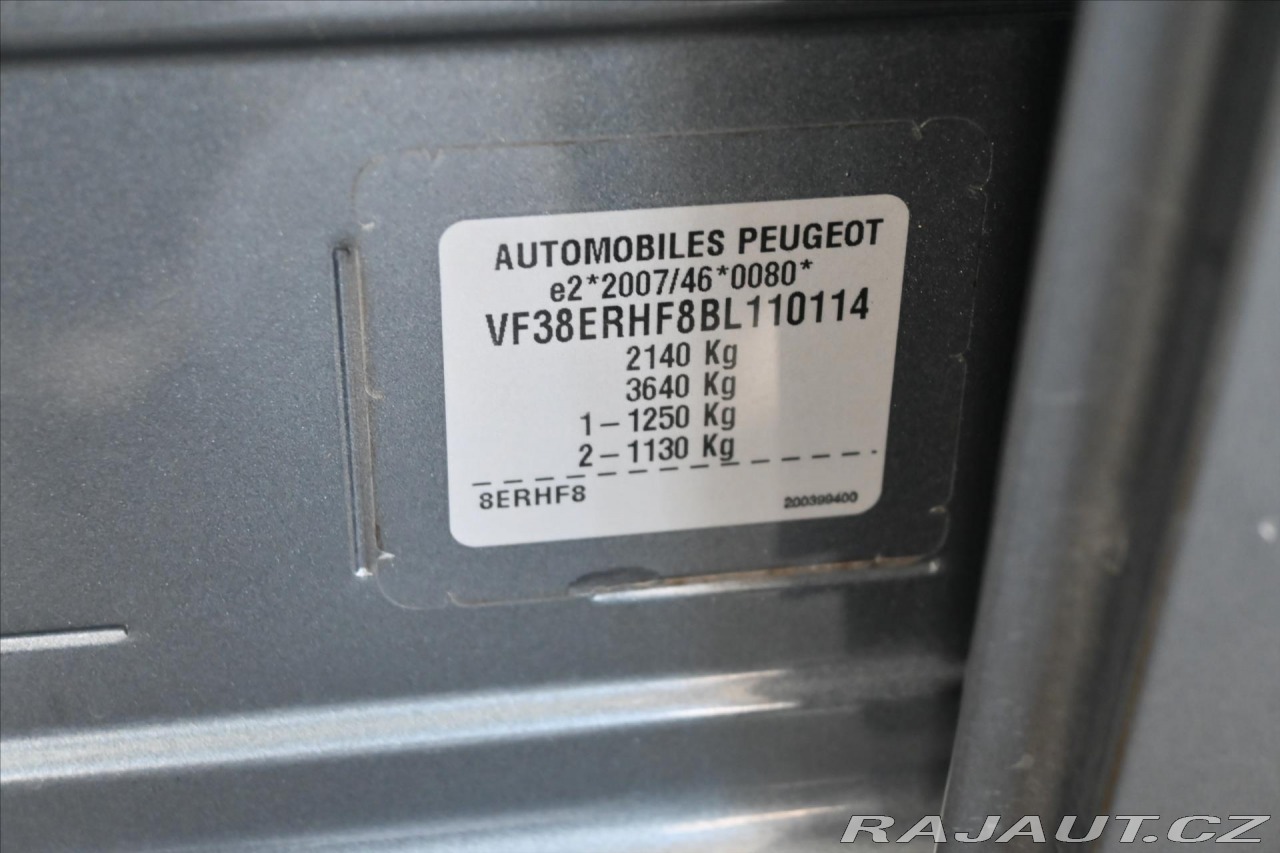 AUTOMOBILES PEUGEOT
e2*2007/46*0080*
VF38ERHF8BL110114
2140 Kg
3640 Kg
1–1250 Kg
2–1130 Kg
8ERHF8 200399400
RAJAUT.CZ